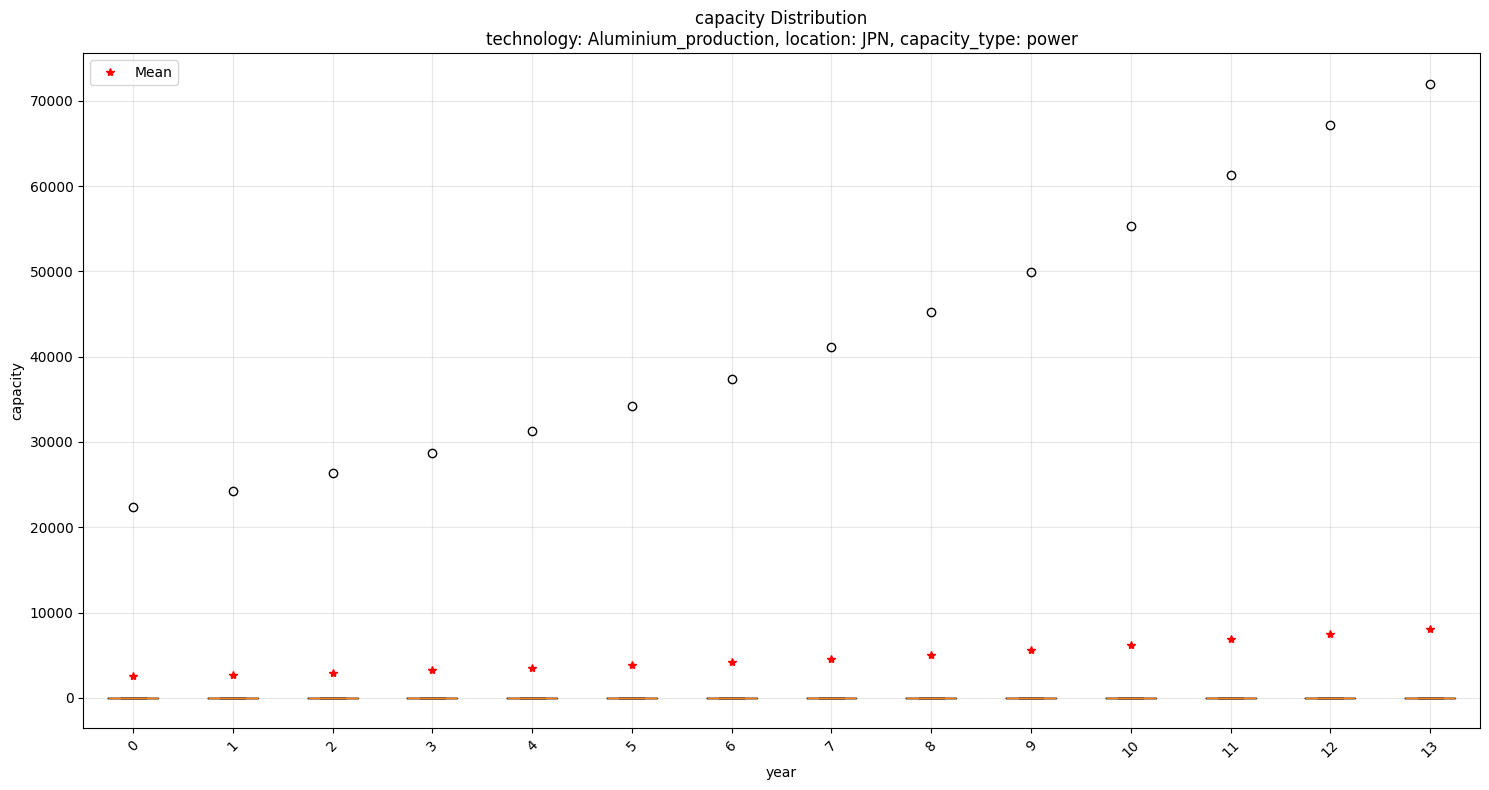 capacity Distribution
technology: Aluminium_production, location: JPN, capacity_type: power
Mean
70000
60000
50000
40000
30000
20000
10000
0
capacity
0 1 2 3 4 5 6 7 8 9 10 11 12 13
year